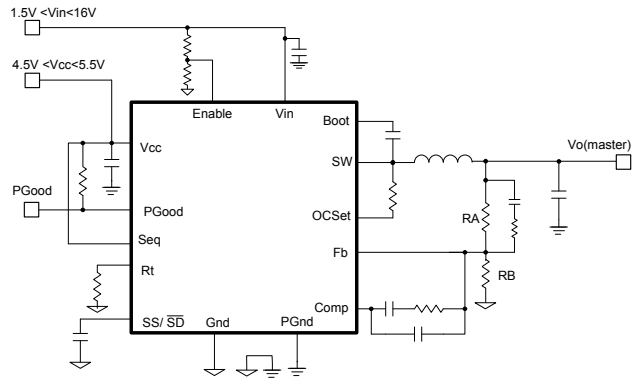 1.5V <Vin<16V
4.5V <Vcc<5.5V
Enable
Vin
Boot
Vcc
SW
Vo(master)
PGood
PGood
OCSet
RA
Seq
Fb
Rt
RB
Comp
SS/ SD
Gnd
PGnd